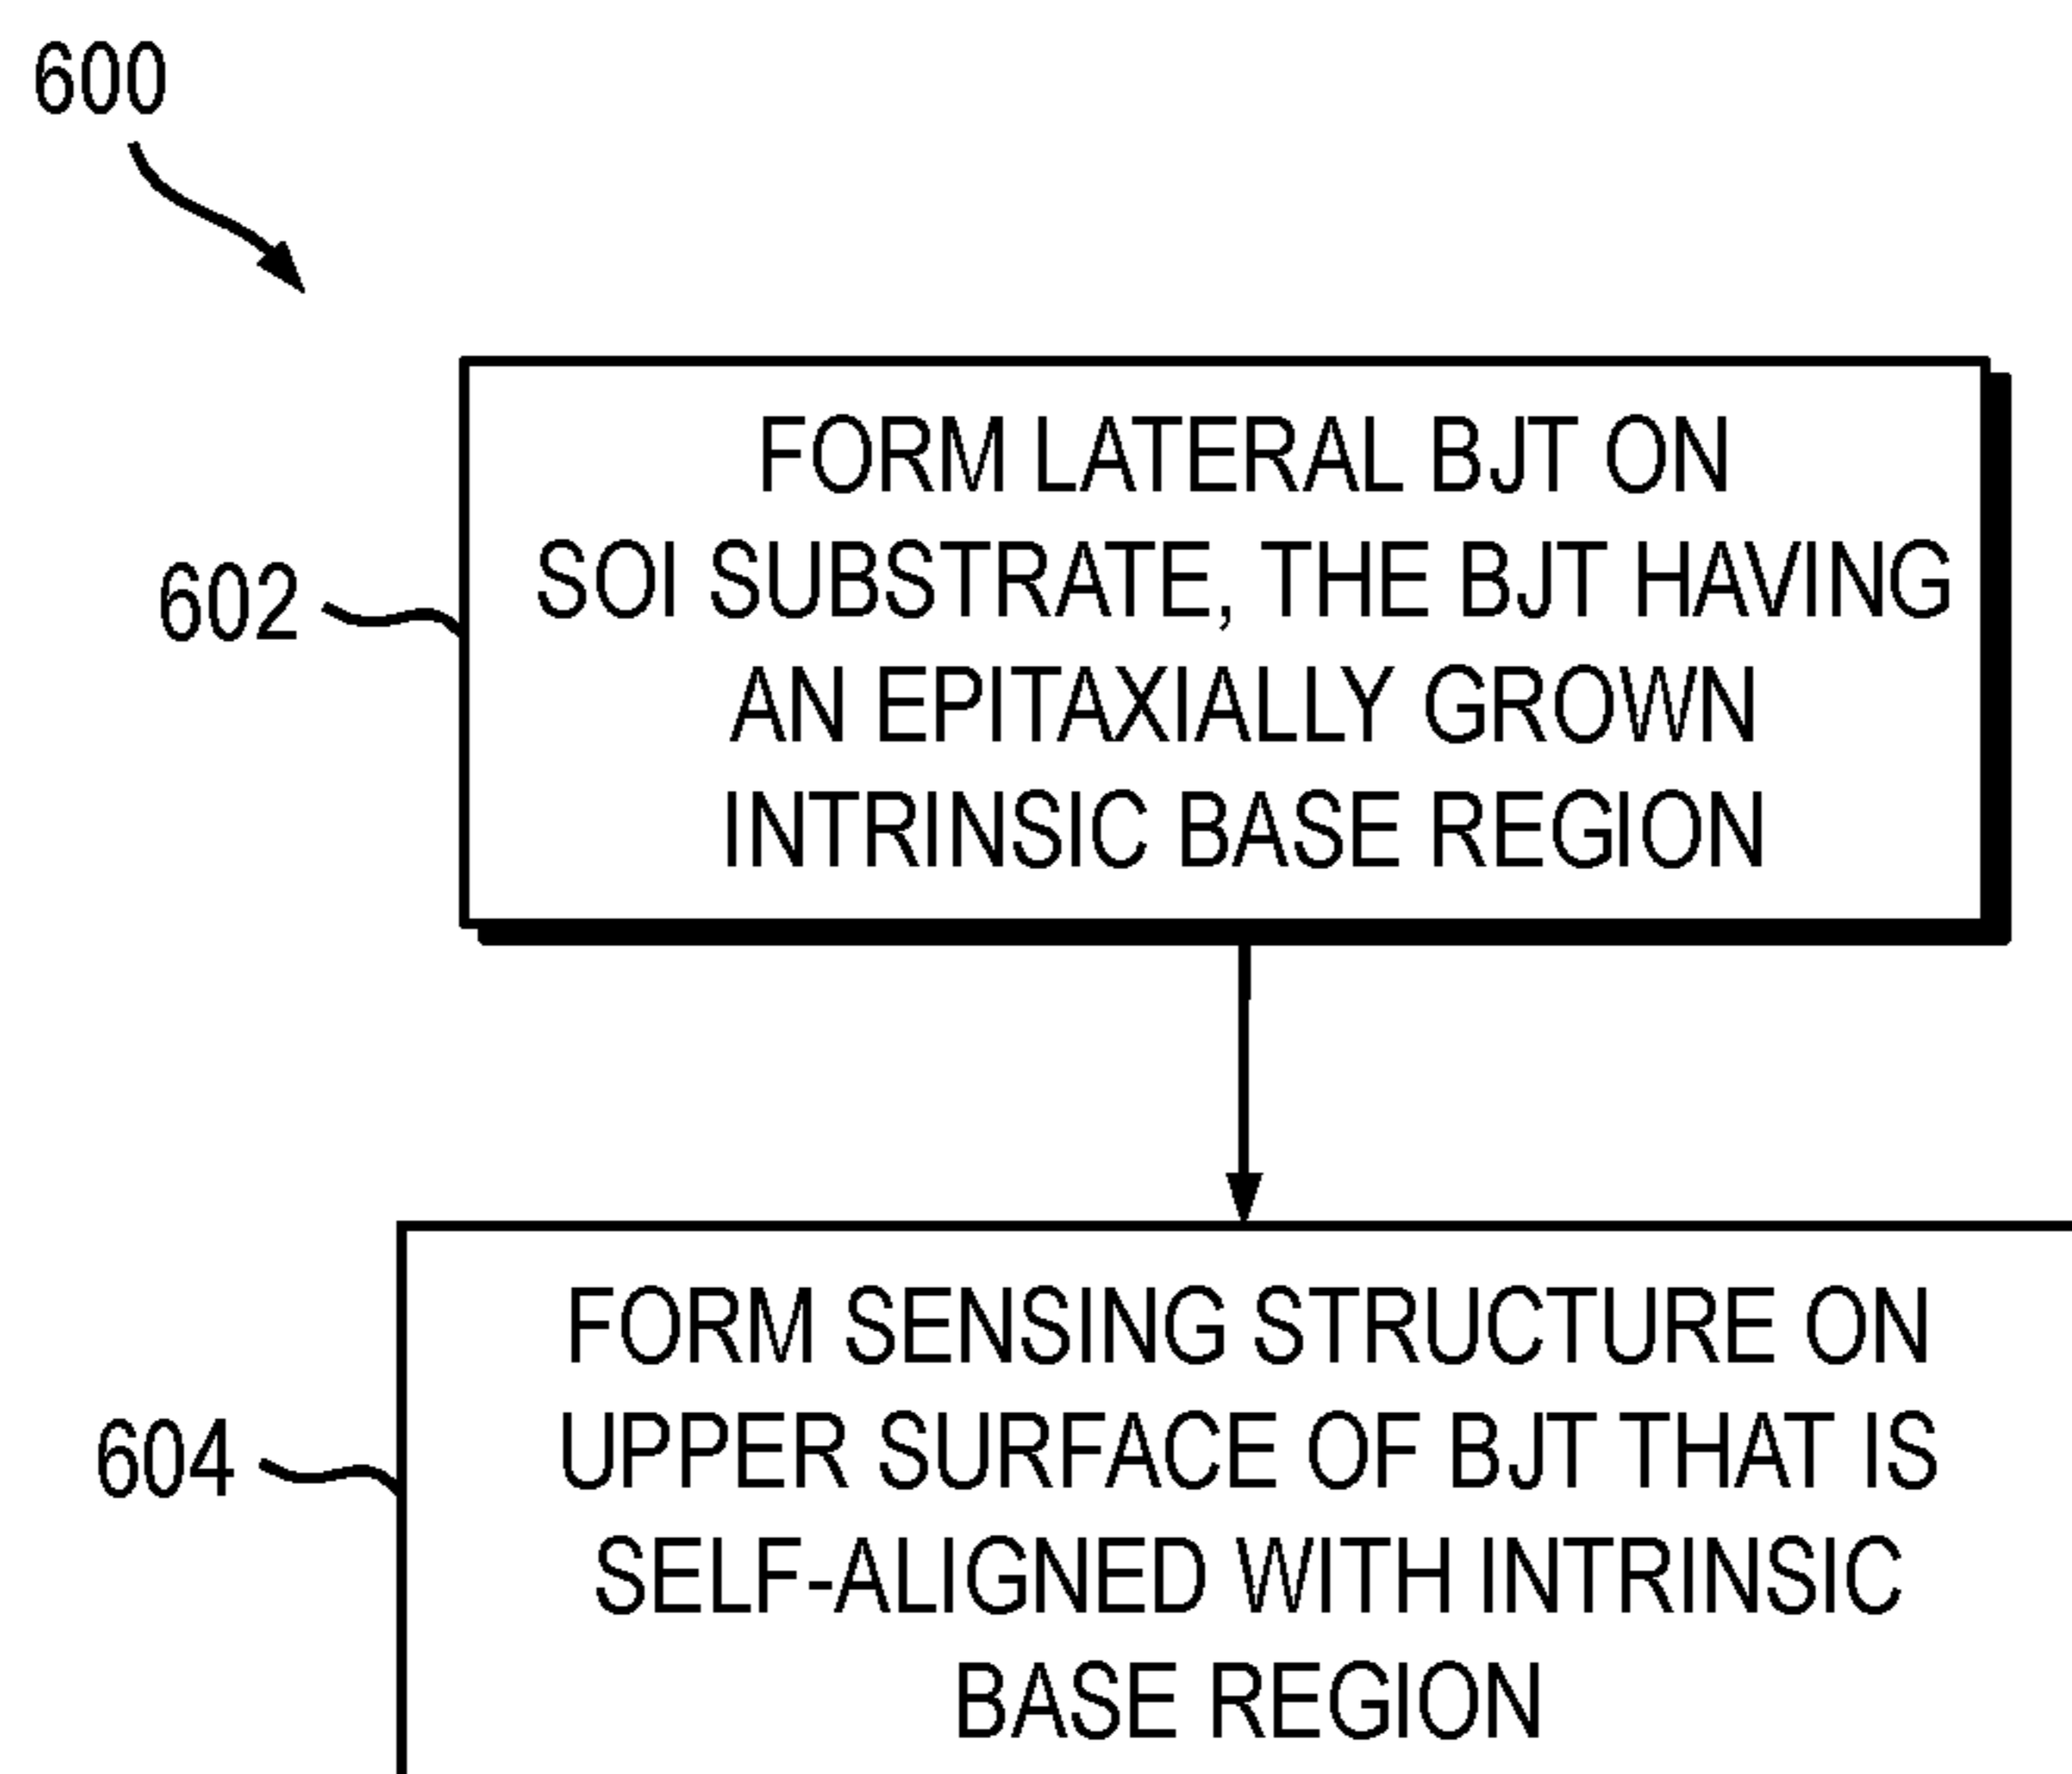 600
602
FORM LATERAL BJT ON
SOI SUBSTRATE, THE BJT HAVING
AN EPITAXIALLY GROWN
INTRINSIC BASE REGION
604
FORM SENSING STRUCTURE ON
UPPER SURFACE OF BJT THAT IS
SELF-ALIGNED WITH INTRINSIC
BASE REGION